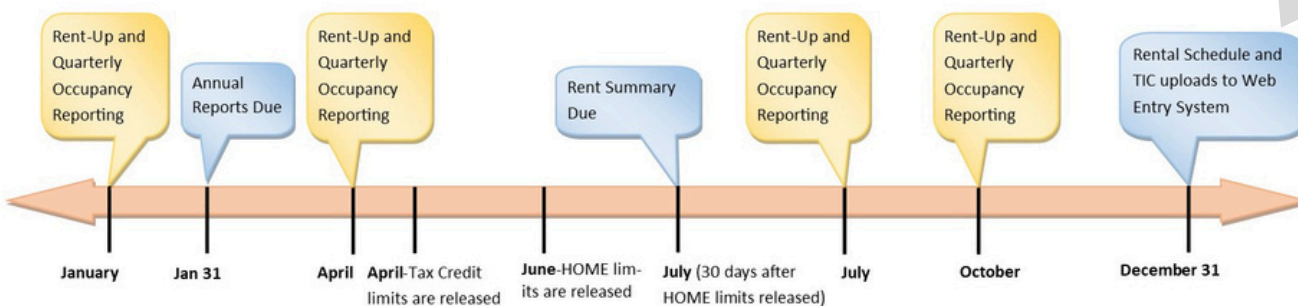 Rent-Up and
Quarterly
Occupancy
Reporting
Annual
Reports Due
Rent-Up and
Quarterly
Occupancy
Reporting
Rent Summary
Due
Rent-Up and
Quarterly
Occupancy
Reporting
Rent-Up and
Quarterly
Occupancy
Reporting
Rental Schedule and
TIC uploads to Web
Entry System
January
Jan 31
April
April-Tax Credit
limits are released
June-HOME lim-
its are released
July (30 days after
HOME limits released)
July
October
December 31